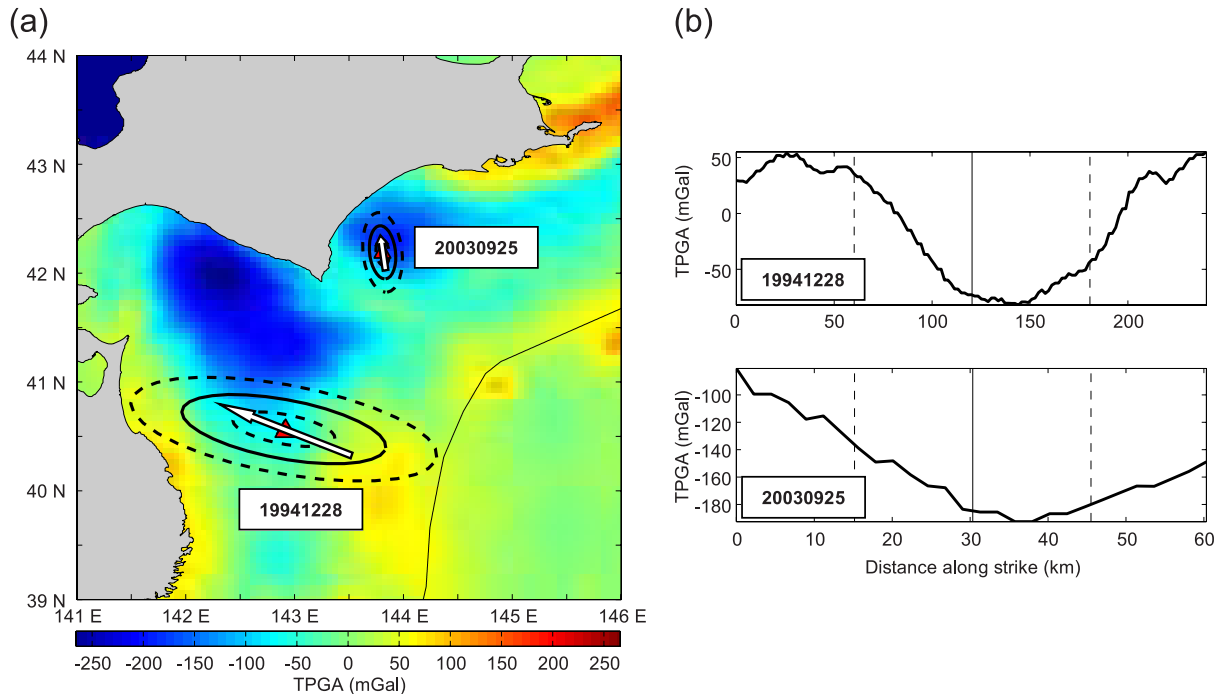 (a)
44 N
43 N
42 N
41 N
40 N
39 N
141 E 142 E 143 E 144 E 145 E 146 E
20030925
19941228
-250 -200 -150 -100 -50 0 50 100 150 200 250
TPGA (mGal)
(b)
TPGA (mGal)
50
0
-50
19941228
0 50 100 150 200
TPGA (mGal)
-100
-120
-140
-160
-180
20030925
0 10 20 30 40 50 60
Distance along strike (km)